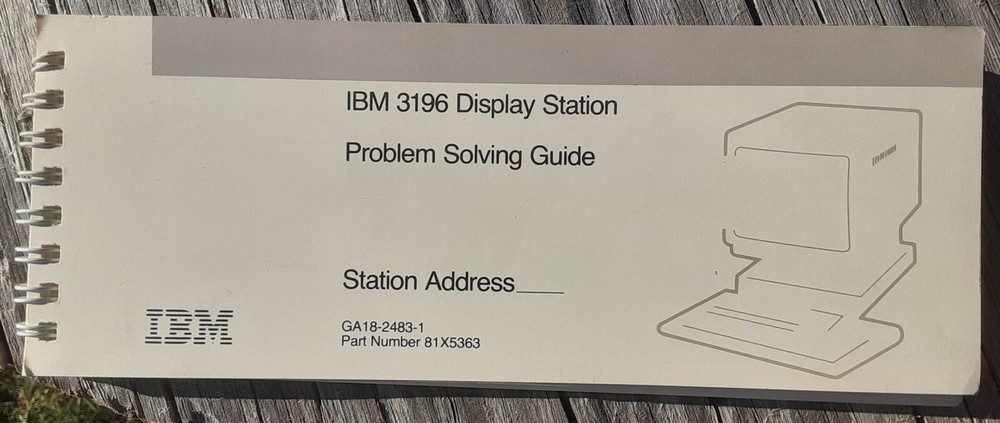 IBM 3196 Display Station
Problem Solving Guide
Station Address____
IBM
GA18-2483-1
Part Number 81X5363